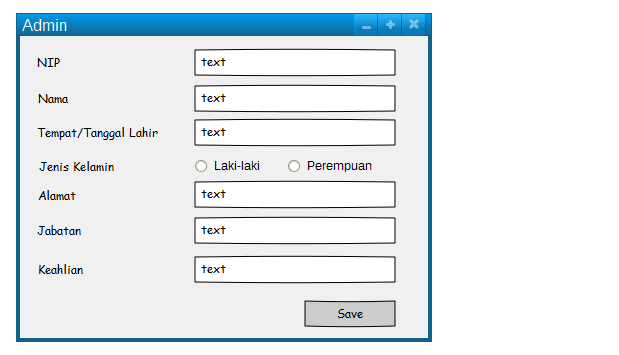 Admin
NIP text
Nama text
Tempat/Tanggal Lahir text
Jenis Kelamin Laki-laki Perempuan
Alamat text
Jabatan text
Keahlian text
Save